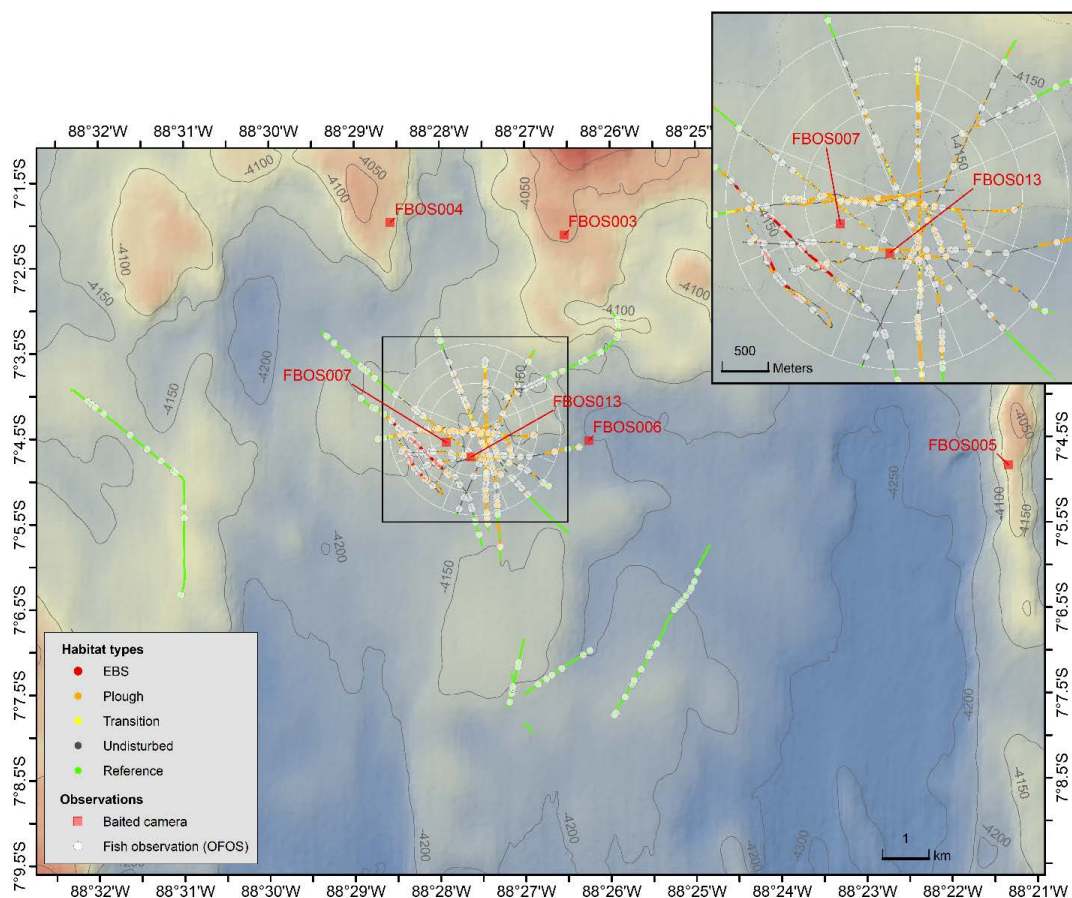 -4150
FBOS007
-4150
FBOS013
-4150
500
Meters
88°32'W 88°31'W 88°30'W 88°29'W 88°28'W 88°27'W 88°26'W 88°25'W
7°1.5'S
7°2.5'S
7°3.5'S
7°4.5'S
7°5.5'S
7°6.5'S
7°7.5'S
7°8.5'S
7°9.5'S
-4100
-4050
-4100
FBOS004
-4050
FBOS003
-4100
-4150
-4100
-4100
-4200
-4150
-4150
FBOS007
FBOS013
FBOS006
FBOS005
-4050
-4100
-4150
-4250
-4200
-4150
-4200
-4150
-4200
-4200
-4200
-4200
-4300
Habitat types
EBS
Plough
Transition
Undisturbed
Reference
Observations
Baited camera
Fish observation (OFOS)
1
km
7°4.5'S
7°5.5'S
7°6.5'S
7°7.5'S
7°8.5'S
7°9.5'S
88°32'W 88°31'W 88°30'W 88°29'W 88°28'W 88°27'W 88°26'W 88°25'W 88°24'W 88°23'W 88°22'W 88°21'W